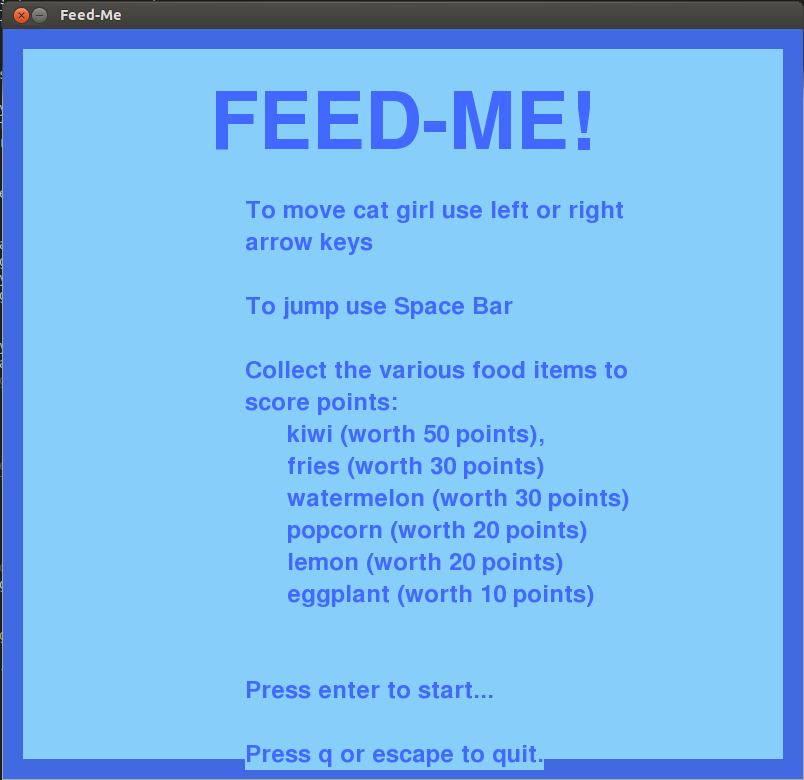 Feed-Me
FEED-ME!
To move cat girl use left or right
arrow keys
To jump use Space Bar
Collect the various food items to
score points:
kiwi (worth 50 points),
fries (worth 30 points)
watermelon (worth 30 points)
popcorn (worth 20 points)
lemon (worth 20 points)
eggplant (worth 10 points)
Press enter to start...
Press q or escape to quit.